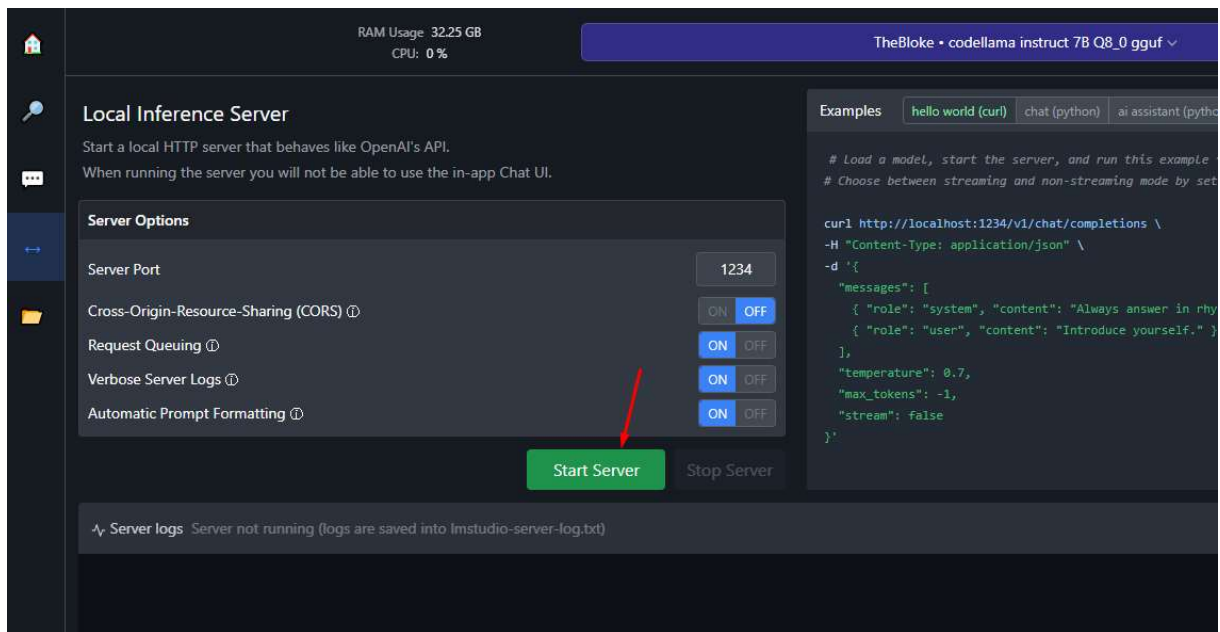 RAM Usage 32.25 GB
CPU: 0 %
TheBloke • codellama instruct 7B Q8_0 gguf
Local Inference Server
Start a local HTTP server that behaves like OpenAI's API.
When running the server you will not be able to use the in-app Chat UI.
Server Options
Server Port 1234
Cross-Origin-Resource-Sharing (CORS) ON OFF
Request Queuing ON OFF
Verbose Server Logs ON OFF
Automatic Prompt Formatting ON OFF
Start Server Stop Server
Server logs Server not running (logs are saved into lmstudio-server-log.txt)
Examples hello world (curl) chat (python) ai assistant (pytho
# Load a model, start the server, and run this example
# Choose between streaming and non-streaming mode by set
curl http://localhost:1234/v1/chat/completions \
-H "Content-Type: application/json" \
-d '{
"messages": [
{ "role": "system", "content": "Always answer in rhy
{ "role": "user", "content": "Introduce yourself." }
],
"temperature": 0.7,
"max_tokens": -1,
"stream": false
}'